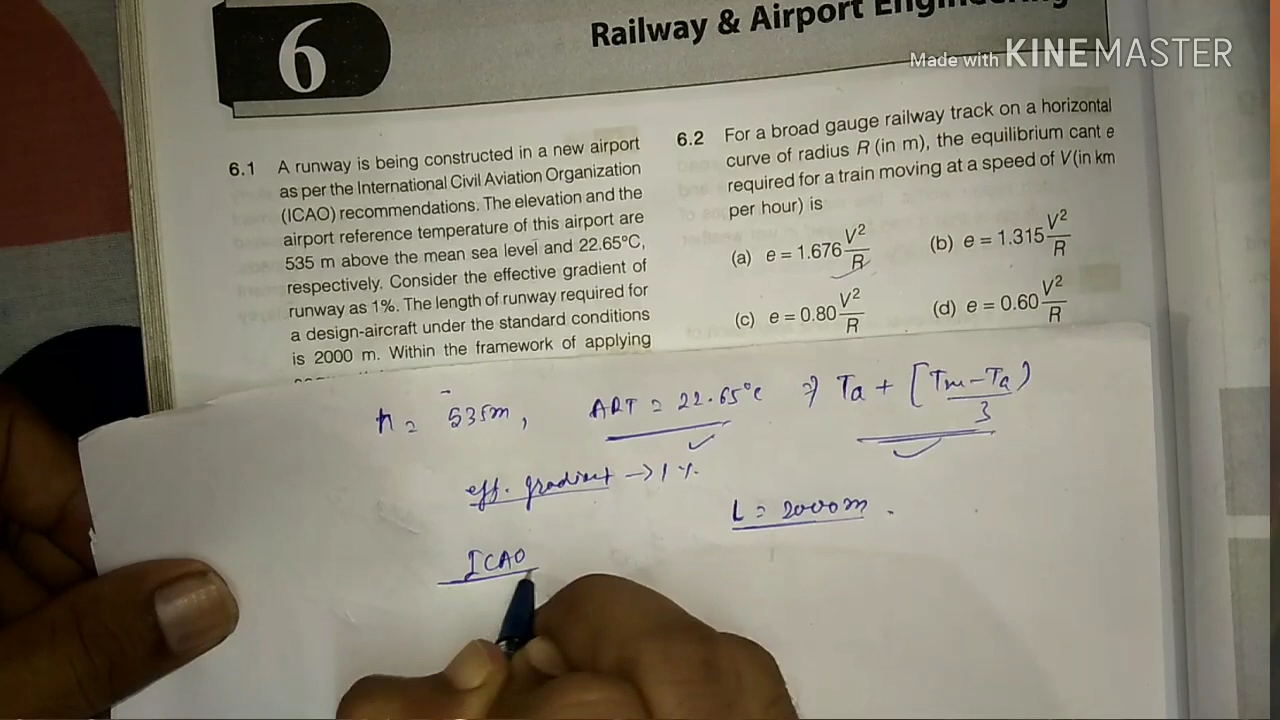 6
Railway & Airport Engineering
Made with KINEMASTER
6.1 A runway is being constructed in a new airport
as per the International Civil Aviation Organization
(ICAO) recommendations. The elevation and the
airport reference temperature of this airport are
535 m above the mean sea level and 22.65°C,
respectively. Consider the effective gradient of
runway as 1%. The length of runway required for
a design-aircraft under the standard conditions
is 2000 m. Within the framework of applying
6.2 For a broad gauge railway track on a horizontal
curve of radius R (in m), the equilibrium cant e
required for a train moving at a speed of V (in km
per hour) is
(a) e = 1.676 V²/R (b) e = 1.315 V²/R
(c) e = 0.80 V²/R (d) e = 0.60 V²/R
h = 535m, ART = 22.65°C ⇒ Ta + [Tm-Ta)/3
eff. gradient → 1 %
L = 2000m.
ICAO